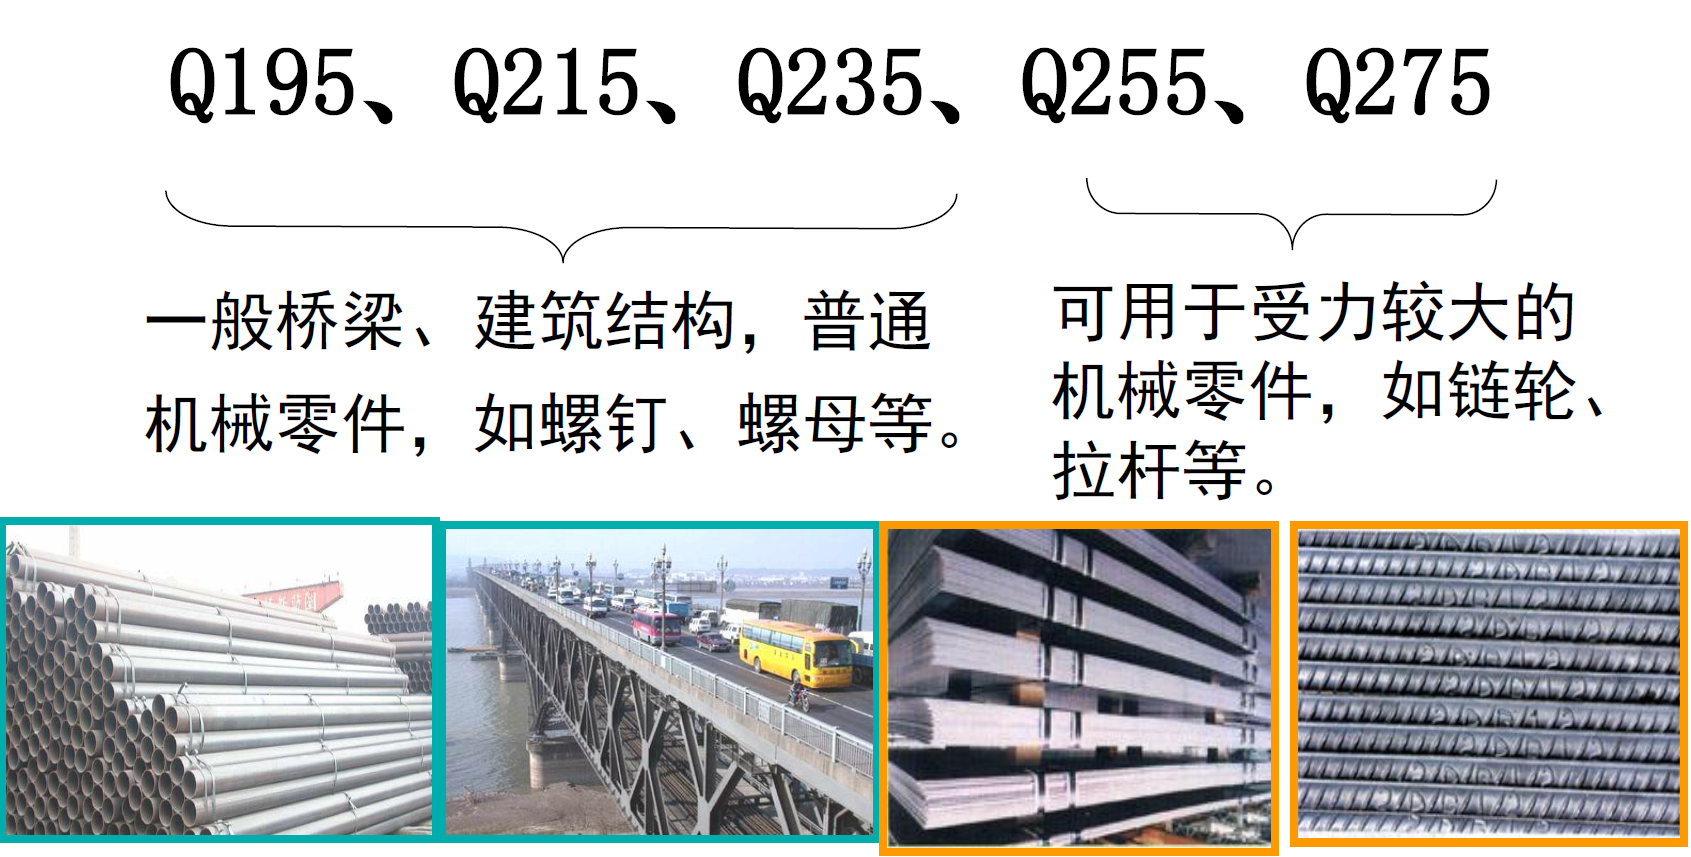 Q195、Q215、Q235、Q255、Q275
一般桥梁、建筑结构，普通
机械零件，如螺钉、螺母等。
可用于受力较大的
机械零件，如链轮、
拉杆等。